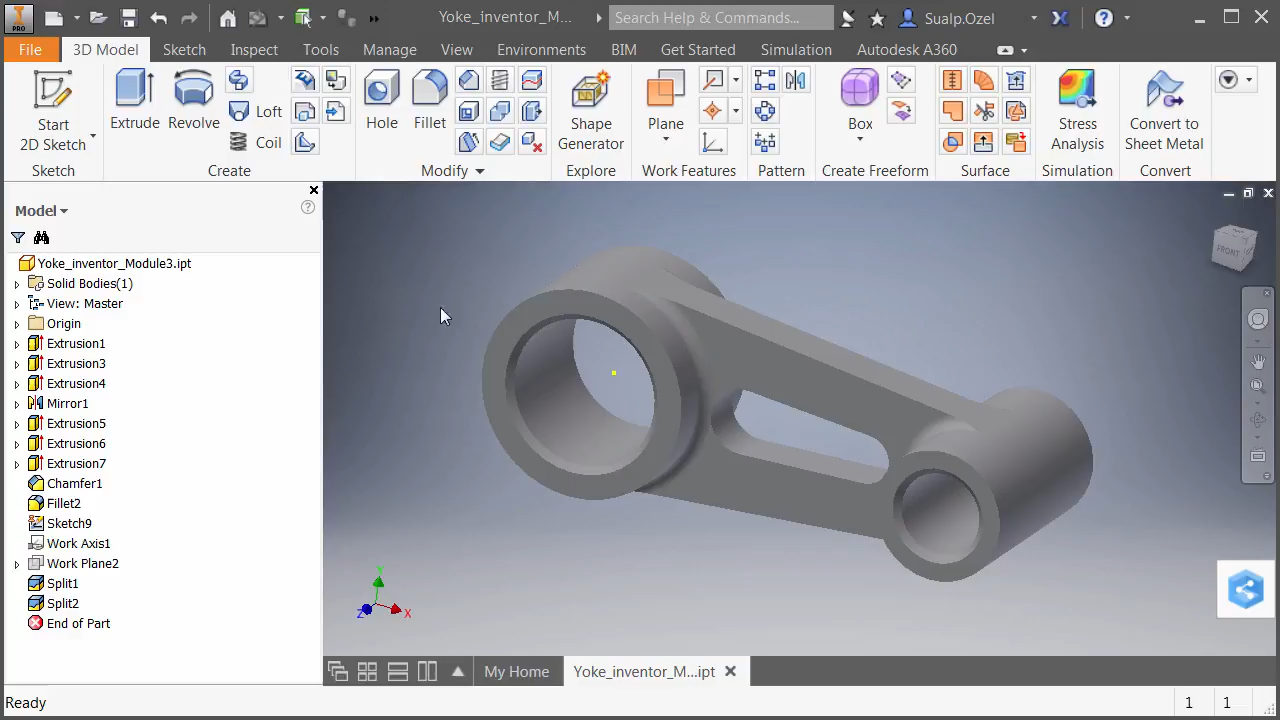 PRO
Yoke_inventor_M...
Search Help & Commands...
Sualp.Ozel
File
3D Model
Sketch
Inspect
Tools
Manage
View
Environments
BIM
Get Started
Simulation
Autodesk A360
Start
2D Sketch
Extrude
Revolve
Loft
Coil
Hole
Fillet
Shape
Generator
Plane
Box
Stress
Analysis
Convert to
Sheet Metal
Sketch
Create
Modify
Explore
Work Features
Pattern
Create Freeform
Surface
Simulation
Convert
Model
Yoke_inventor_Module3.ipt
Solid Bodies(1)
View: Master
Origin
Extrusion1
Extrusion3
Extrusion4
Mirror1
Extrusion5
Extrusion6
Extrusion7
Chamfer1
Fillet2
Sketch9
Work Axis1
Work Plane2
Split1
Split2
End of Part
FRONT
Y
Z
X
My Home
Yoke_inventor_M...ipt
Ready
1
1